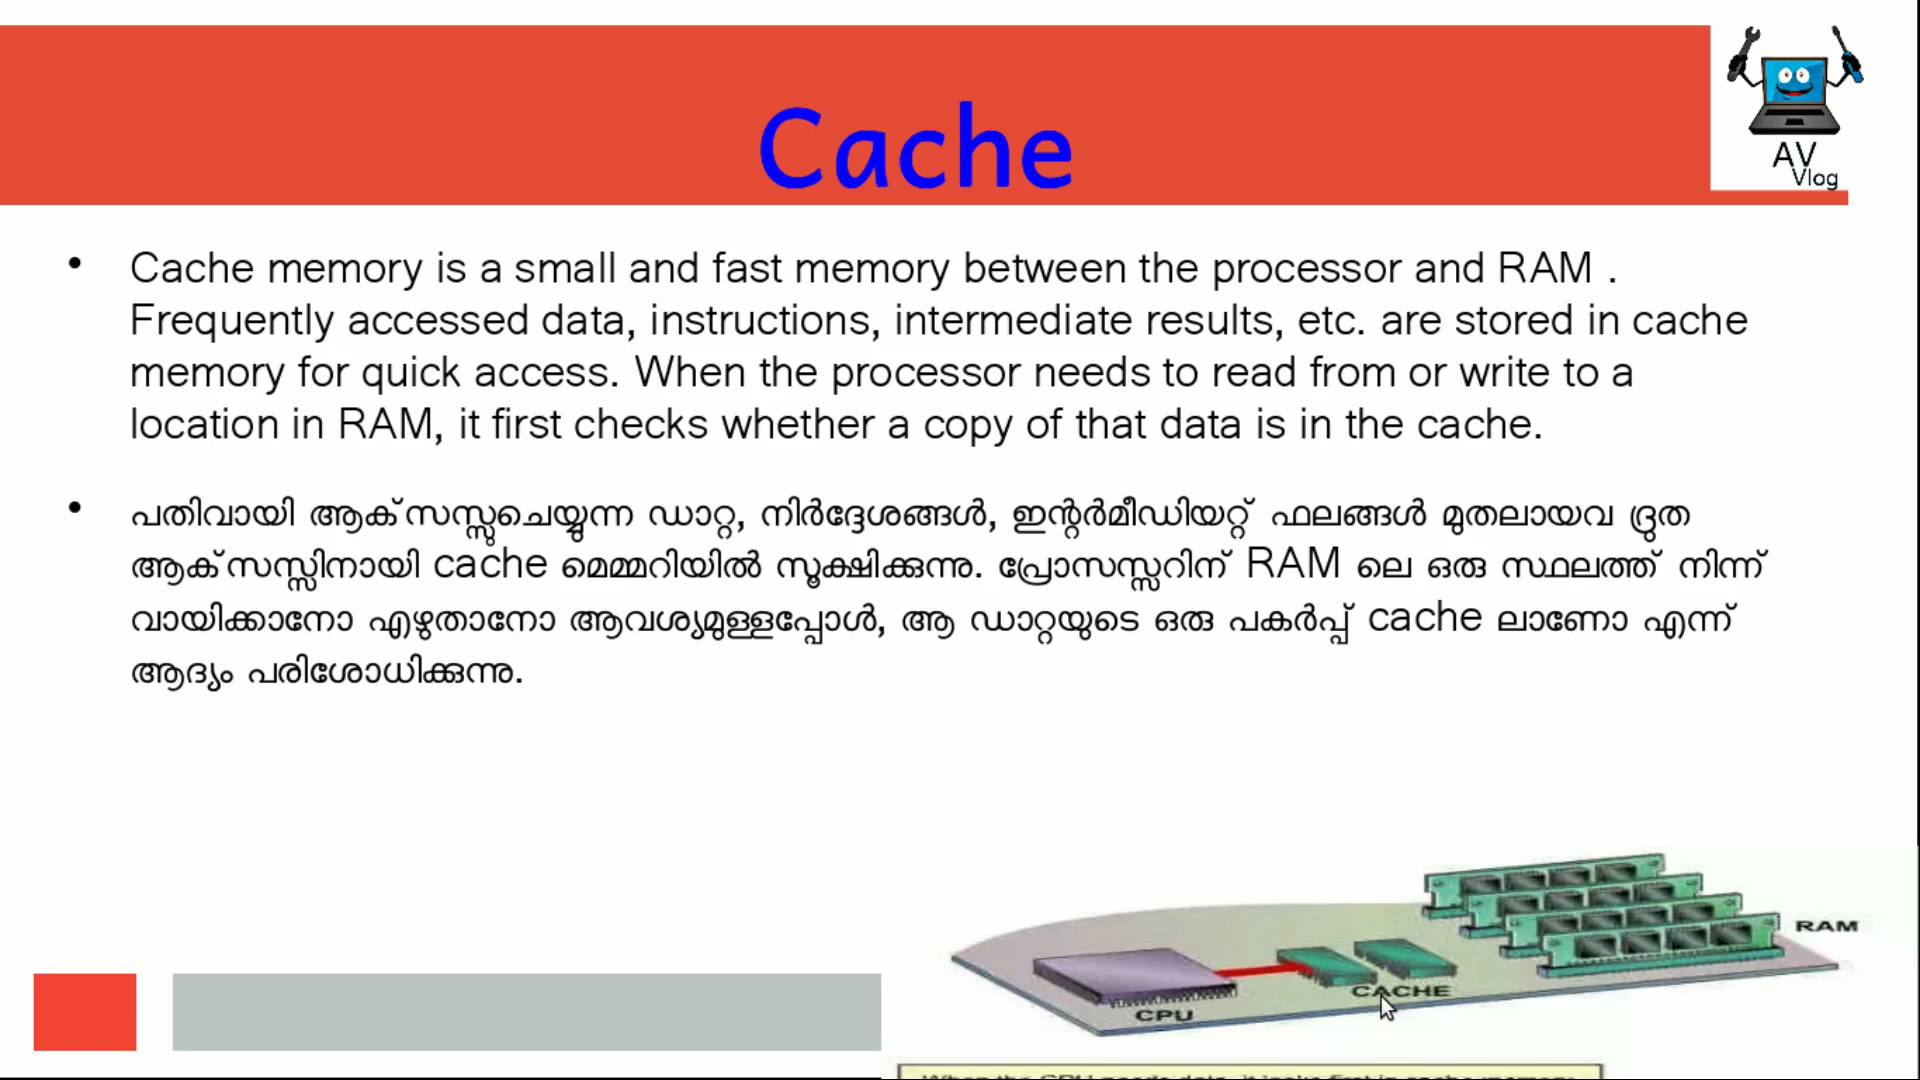 Cache
AV
Vlog
• Cache memory is a small and fast memory between the processor and RAM .
Frequently accessed data, instructions, intermediate results, etc. are stored in cache
memory for quick access. When the processor needs to read from or write to a
location in RAM, it first checks whether a copy of that data is in the cache.
• പതിവായി ആക്സസ്സുചെയ്യുന്ന ഡാറ്റ, നിർദ്ദേശങ്ങൾ, ഇന്റർമീഡിയറ്റ് ഫലങ്ങൾ മുതലായവ ദ്രുത
ആക്സസ്സിനായി cache മെമ്മറിയിൽ സൂക്ഷിക്കുന്നു. പ്രോസസ്സറിന് RAM ലെ ഒരു സ്ഥലത്ത് നിന്ന്
വായിക്കാനോ എഴുതാനോ ആവശ്യമുള്ളപ്പോൾ, ആ ഡാറ്റയുടെ ഒരു പകർപ്പ് cache ലാണോ എന്ന്
ആദ്യം പരിശോധിക്കുന്നു.
RAM
CACHE
CPU